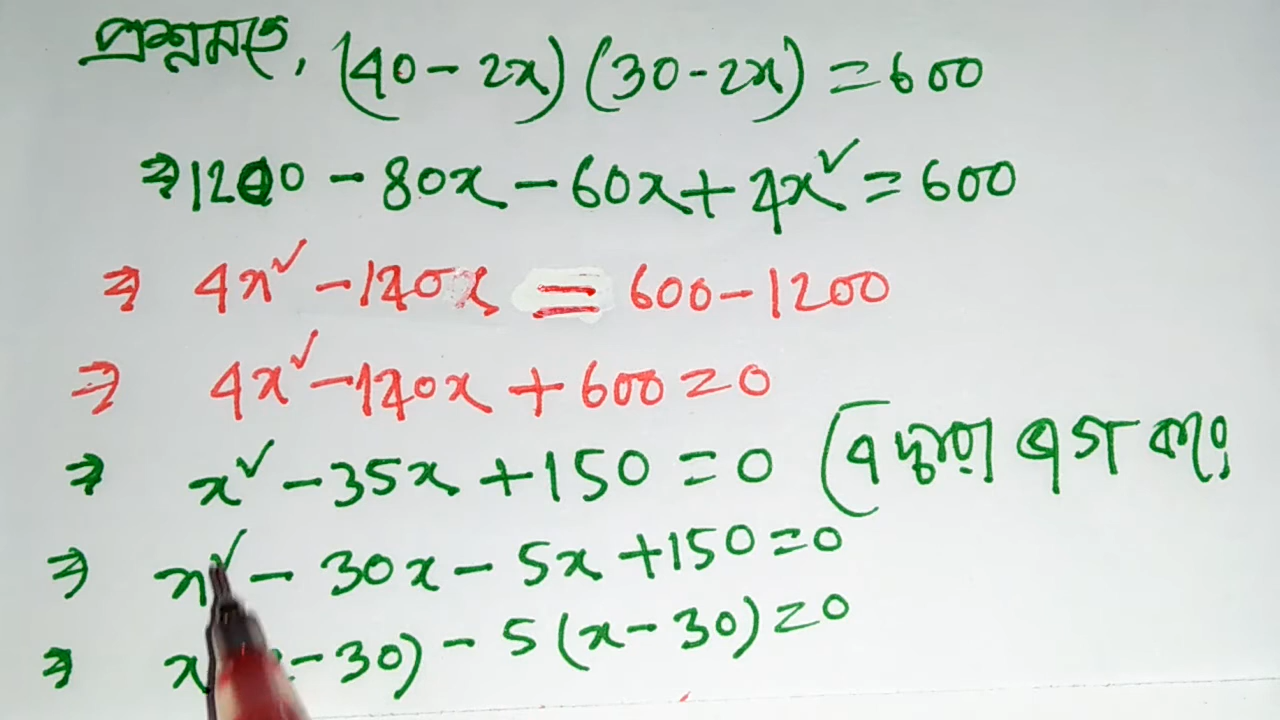 প্রশ্নমতে, (40 - 2x) (30 - 2x) = 600
⇒ 1200 - 80x - 60x + 4x² = 600
⇒ 4x² - 140x = 600 - 1200
⇒ 4x² - 140x + 600 = 0
⇒ x² - 35x + 150 = 0 (৪ দ্বারা ভাগ করে
⇒ x² - 30x - 5x + 150 = 0
⇒ x - 30) - 5 (x - 30) = 0